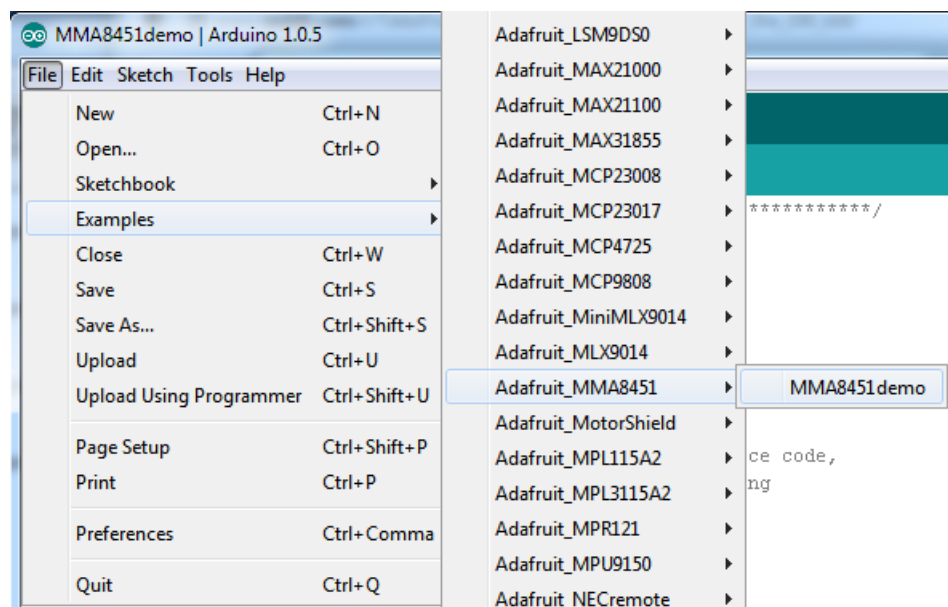 MMA8451demo | Arduino 1.0.5
File Edit Sketch Tools Help
New Ctrl+N
Open... Ctrl+O
Sketchbook
Examples
Close Ctrl+W
Save Ctrl+S
Save As... Ctrl+Shift+S
Upload Ctrl+U
Upload Using Programmer Ctrl+Shift+U
Page Setup Ctrl+Shift+P
Print Ctrl+P
Preferences Ctrl+Comma
Quit Ctrl+Q
Adafruit_LSM9DS0
Adafruit_MAX21000
Adafruit_MAX21100
Adafruit_MAX31855
Adafruit_MCP23008
Adafruit_MCP23017
Adafruit_MCP4725
Adafruit_MCP9808
Adafruit_MiniMLX9014
Adafruit_MLX9014
Adafruit_MMA8451
Adafruit_MotorShield
Adafruit_MPL115A2
Adafruit_MPL3115A2
Adafruit_MPR121
Adafruit_MPU9150
Adafruit_NECremote
MMA8451demo
***********/
ce code,
ng